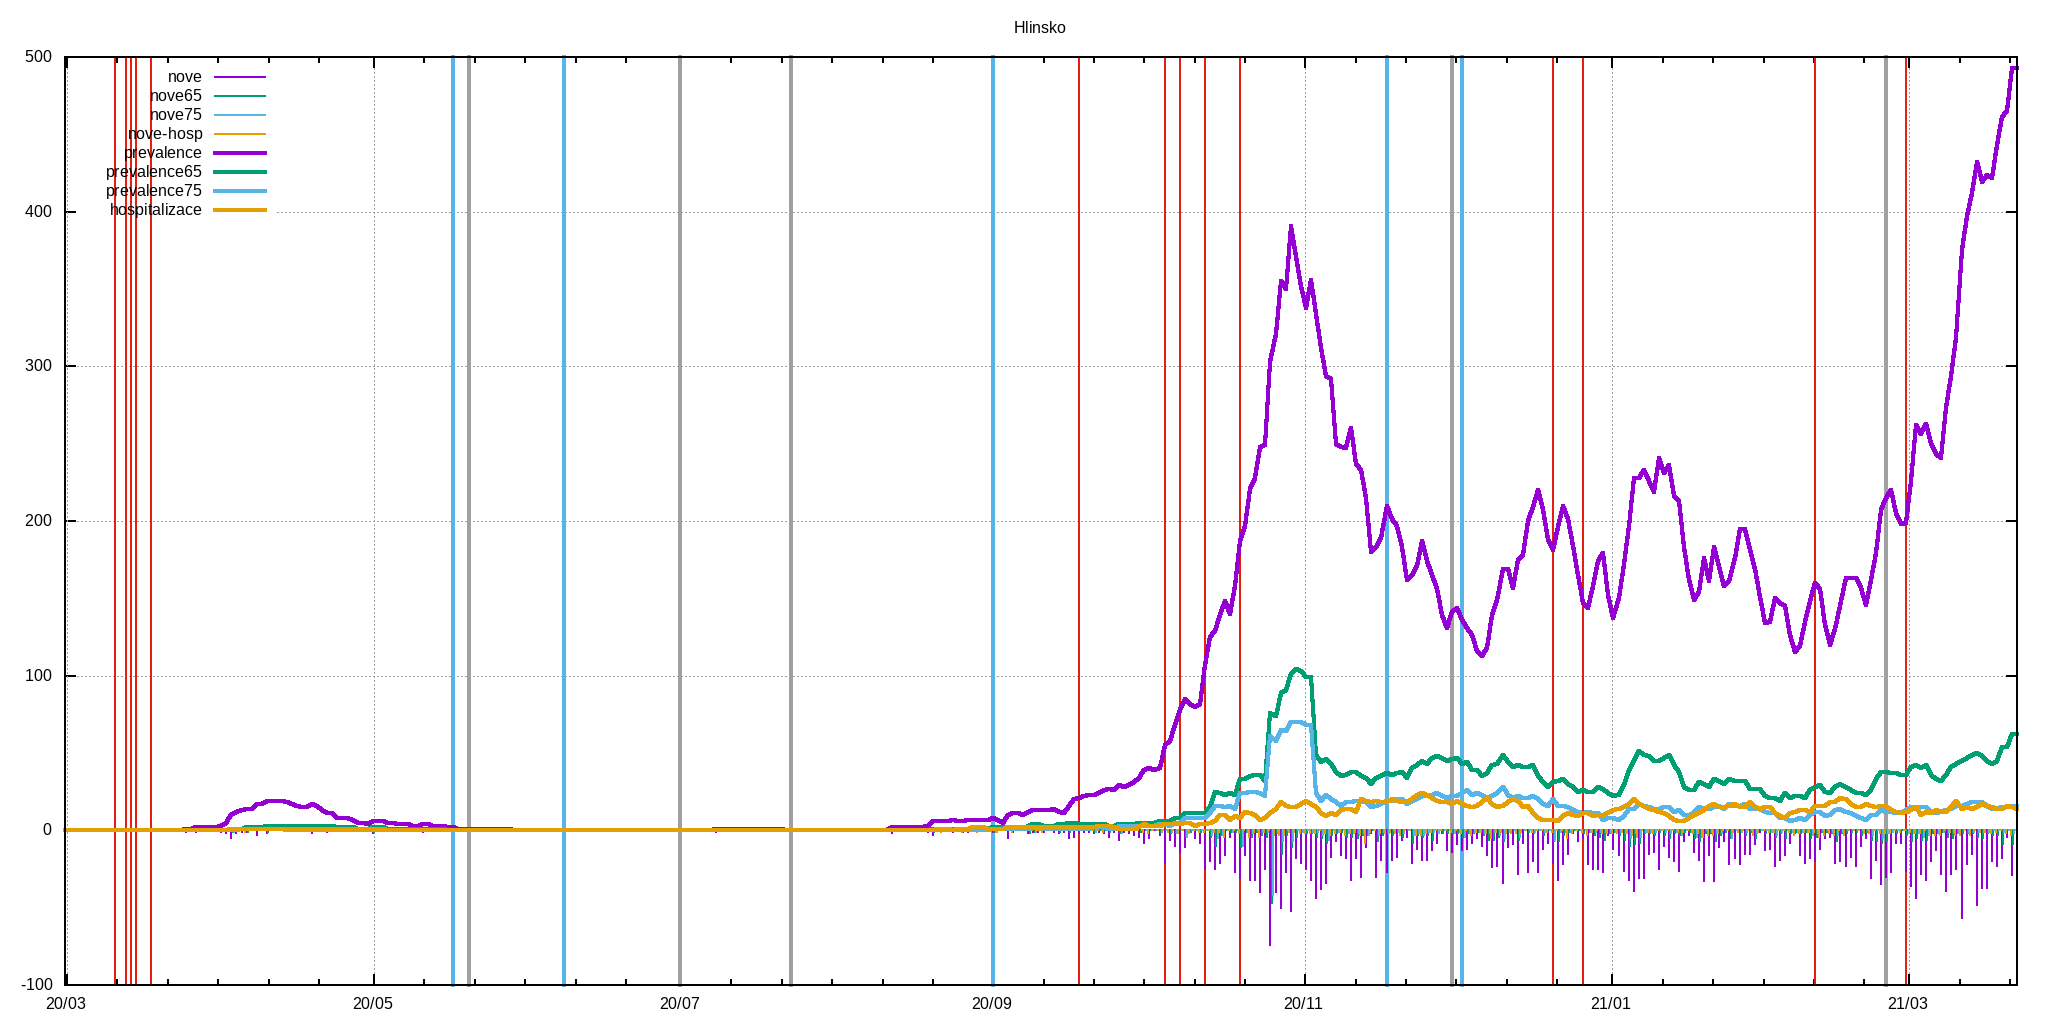 Hlinsko
500
400
300
200
100
0
-100
nove
nove65
nove75
nove-hosp
prevalence
prevalence65
prevalence75
hospitalizace
20/03 20/05 20/07 20/09 20/11 21/01 21/03